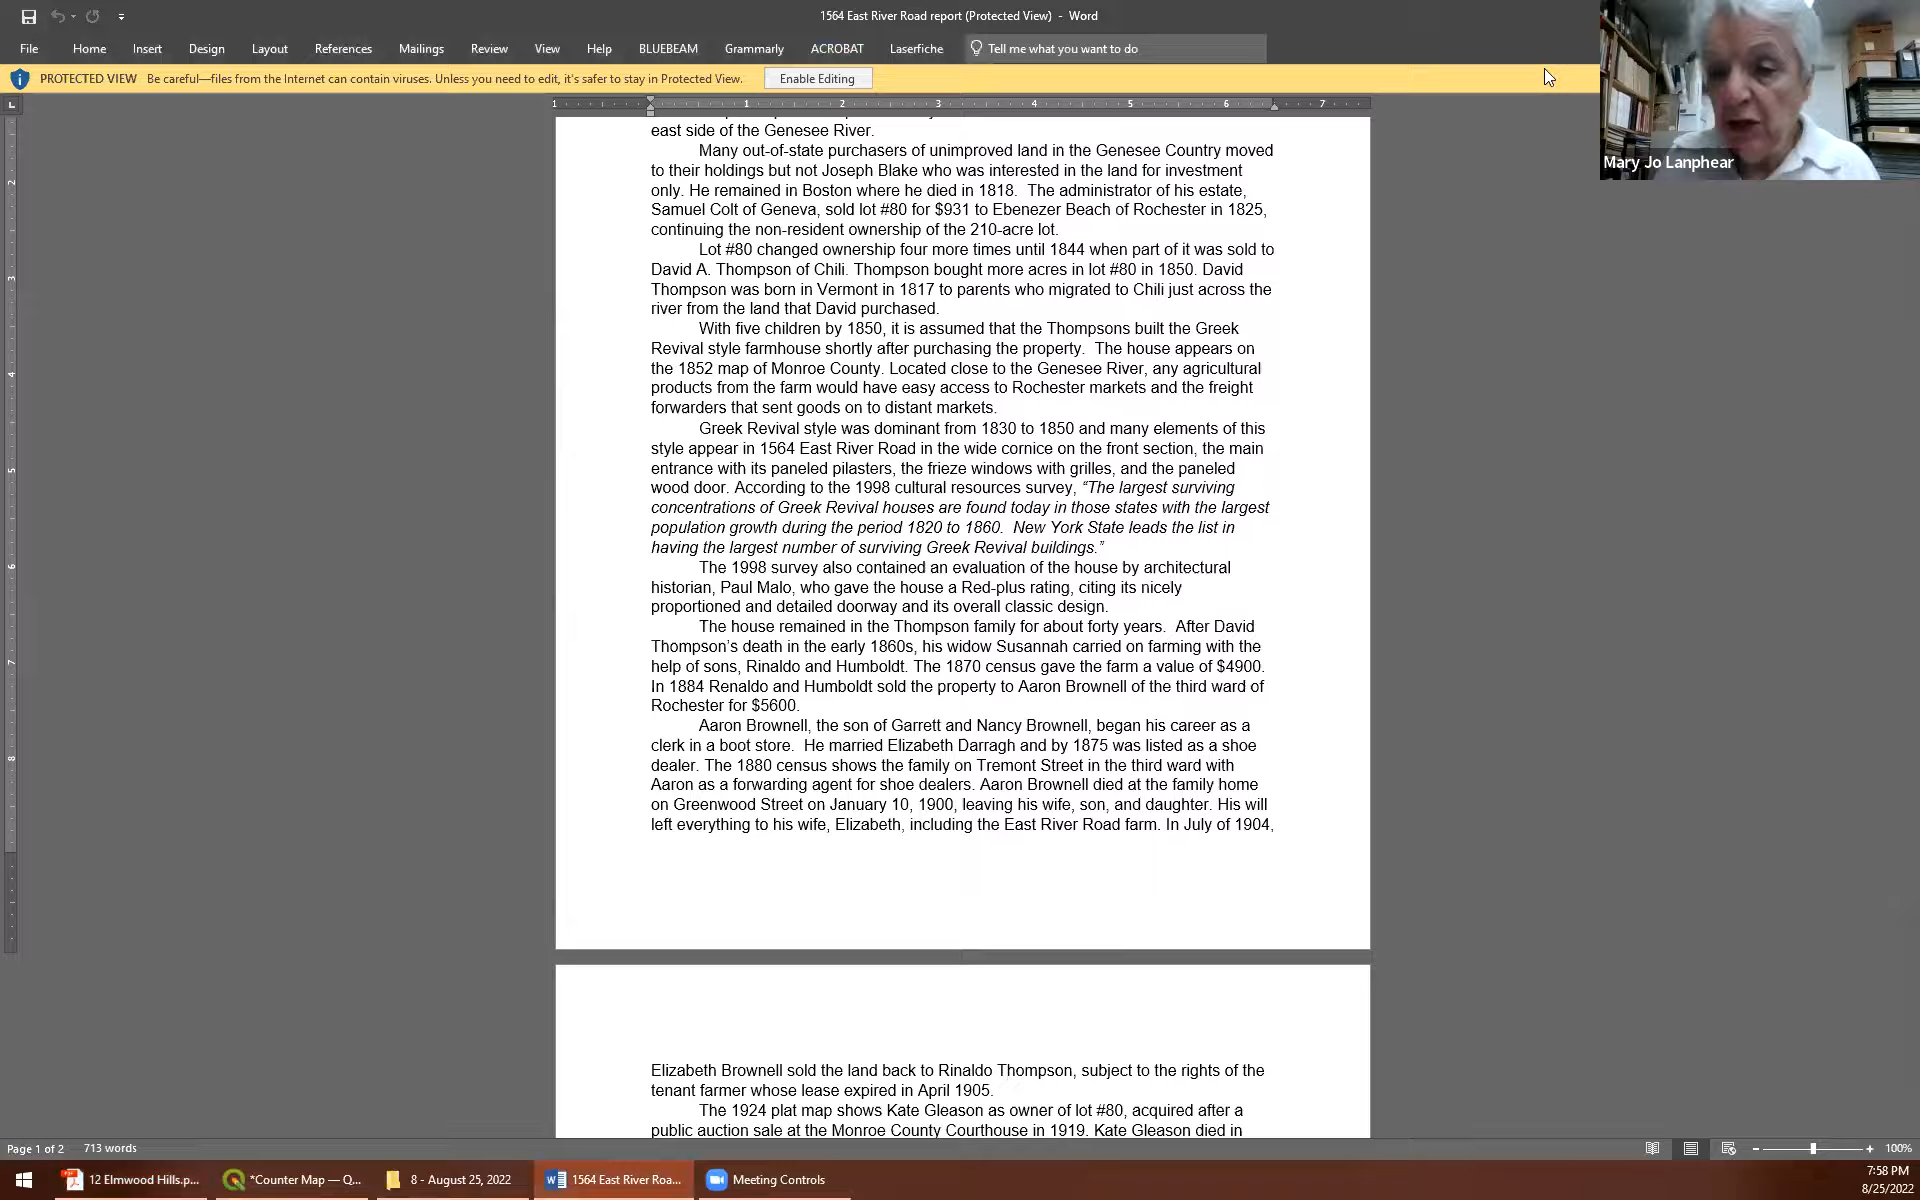 1564 East River Road report (Protected View) - Word
File Home Insert Design Layout References Mailings Review View Help BLUEBEAM Grammarly ACROBAT Laserfiche Tell me what you want to do
PROTECTED VIEW Be careful—files from the Internet can contain viruses. Unless you need to edit, it's safer to stay in Protected View. Enable Editing
Mary Jo Lanphear
1 1 2 3 4 5 6 7
east side of the Genesee River.
Many out-of-state purchasers of unimproved land in the Genesee Country moved
to their holdings but not Joseph Blake who was interested in the land for investment
only. He remained in Boston where he died in 1818. The administrator of his estate,
Samuel Colt of Geneva, sold lot #80 for $931 to Ebenezer Beach of Rochester in 1825,
continuing the non-resident ownership of the 210-acre lot.
Lot #80 changed ownership four more times until 1844 when part of it was sold to
David A. Thompson of Chili. Thompson bought more acres in lot #80 in 1850. David
Thompson was born in Vermont in 1817 to parents who migrated to Chili just across the
river from the land that David purchased.
With five children by 1850, it is assumed that the Thompsons built the Greek
Revival style farmhouse shortly after purchasing the property. The house appears on
the 1852 map of Monroe County. Located close to the Genesee River, any agricultural
products from the farm would have easy access to Rochester markets and the freight
forwarders that sent goods on to distant markets.
Greek Revival style was dominant from 1830 to 1850 and many elements of this
style appear in 1564 East River Road in the wide cornice on the front section, the main
entrance with its paneled pilasters, the frieze windows with grilles, and the paneled
wood door. According to the 1998 cultural resources survey, “The largest surviving
concentrations of Greek Revival houses are found today in those states with the largest
population growth during the period 1820 to 1860. New York State leads the list in
having the largest number of surviving Greek Revival buildings.”
The 1998 survey also contained an evaluation of the house by architectural
historian, Paul Malo, who gave the house a Red-plus rating, citing its nicely
proportioned and detailed doorway and its overall classic design.
The house remained in the Thompson family for about forty years. After David
Thompson’s death in the early 1860s, his widow Susannah carried on farming with the
help of sons, Rinaldo and Humboldt. The 1870 census gave the farm a value of $4900.
In 1884 Renaldo and Humboldt sold the property to Aaron Brownell of the third ward of
Rochester for $5600.
Aaron Brownell, the son of Garrett and Nancy Brownell, began his career as a
clerk in a boot store. He married Elizabeth Darragh and by 1875 was listed as a shoe
dealer. The 1880 census shows the family on Tremont Street in the third ward with
Aaron as a forwarding agent for shoe dealers. Aaron Brownell died at the family home
on Greenwood Street on January 10, 1900, leaving his wife, son, and daughter. His will
left everything to his wife, Elizabeth, including the East River Road farm. In July of 1904,
Elizabeth Brownell sold the land back to Rinaldo Thompson, subject to the rights of the
tenant farmer whose lease expired in April 1905.
The 1924 plat map shows Kate Gleason as owner of lot #80, acquired after a
public auction sale at the Monroe County Courthouse in 1919. Kate Gleason died in
2
3
4
5
6
7
8
Page 1 of 2 713 words 100%
12 Elmwood Hills.p... *Counter Map — Q... 8 - August 25, 2022 1564 East River Roa... Meeting Controls
7:58 PM
8/25/2022